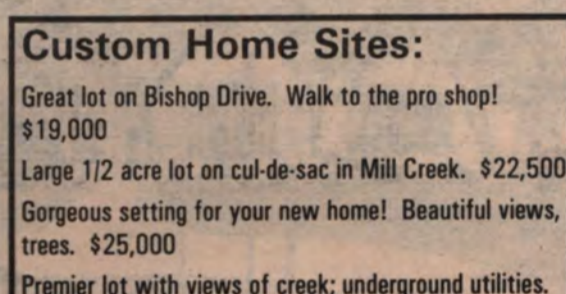 Custom Home Sites:
Great lot on Bishop Drive. Walk to the pro shop!
$19,000
Large 1/2 acre lot on cul-de-sac in Mill Creek. $22,500
Gorgeous setting for your new home! Beautiful views,
trees. $25,000
Premier lot with views of creek; underground utilities.